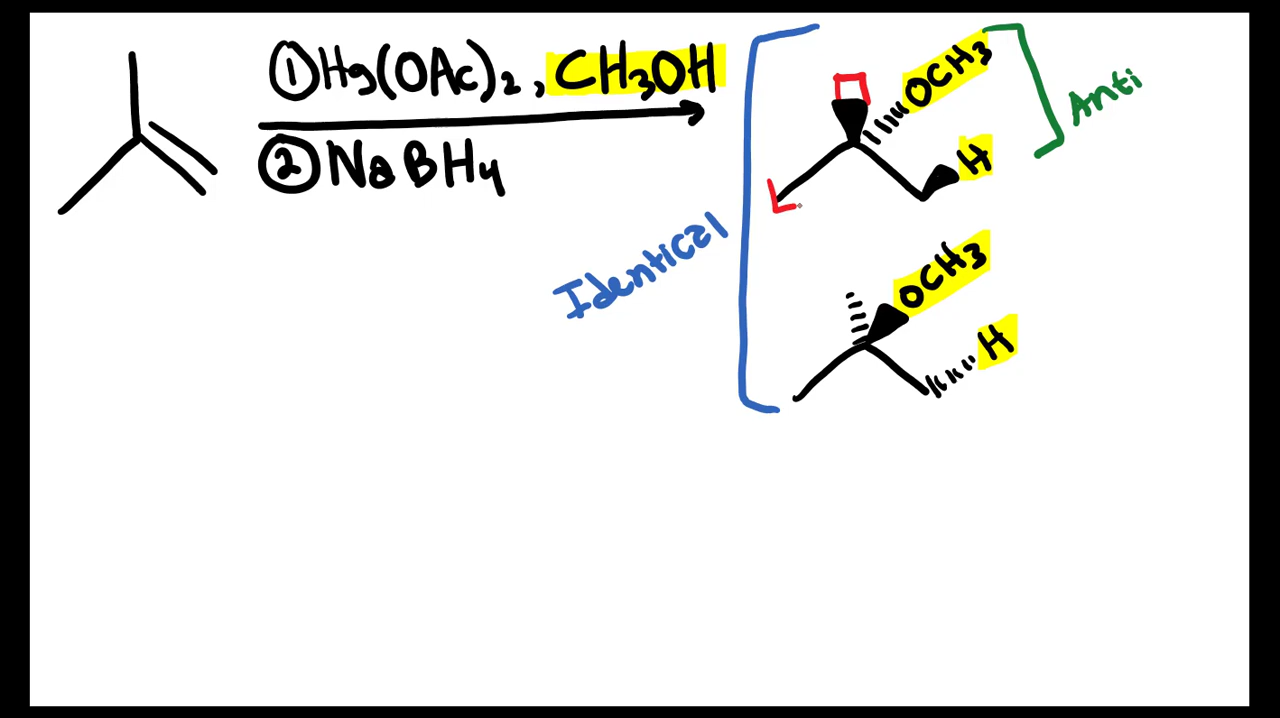 ①Hg(OAc)₂, CH₃OH
②NaBH₄
OCH₃
H
Anti
Identical
OCH₃
H